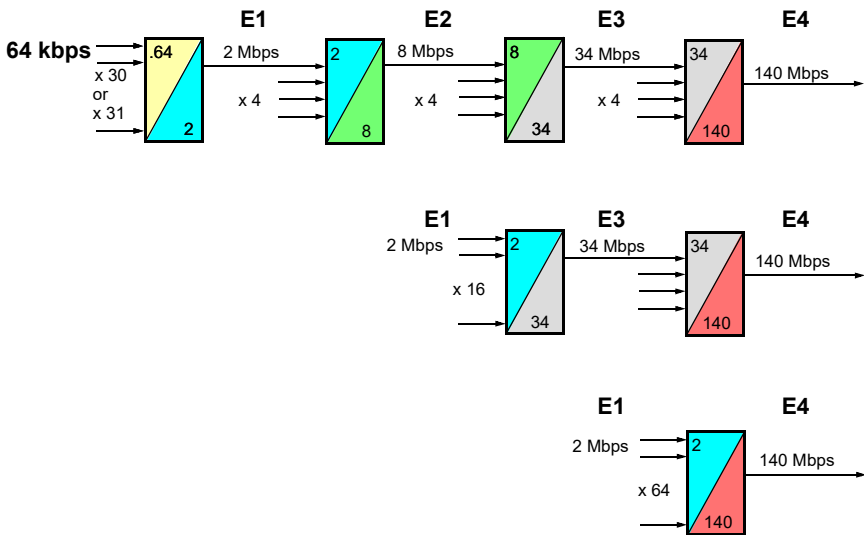 E1 E2 E3 E4
64 kbps .64 2 Mbps 2 8 Mbps 8 34 Mbps 34 140 Mbps
x 30
or
x 31
x 4 x 4 x 4
2 8 34 140
E1 E3 E4
2 Mbps 2 34 Mbps 34 140 Mbps
x 16
34 140
E1 E4
2 Mbps 2 140 Mbps
x 64
140